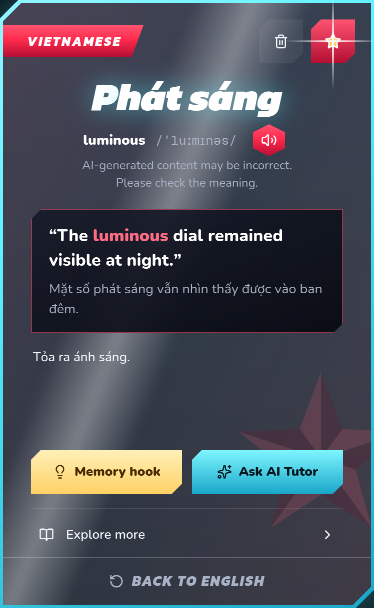 VIETNAMESE
Phát sáng
luminous /ˈluːmɪnəs/
AI-generated content may be incorrect.
Please check the meaning.
“The luminous dial remained
visible at night.”
Mặt số phát sáng vẫn nhìn thấy được vào ban
đêm.
Tỏa ra ánh sáng.
Memory hook
Ask AI Tutor
Explore more
BACK TO ENGLISH